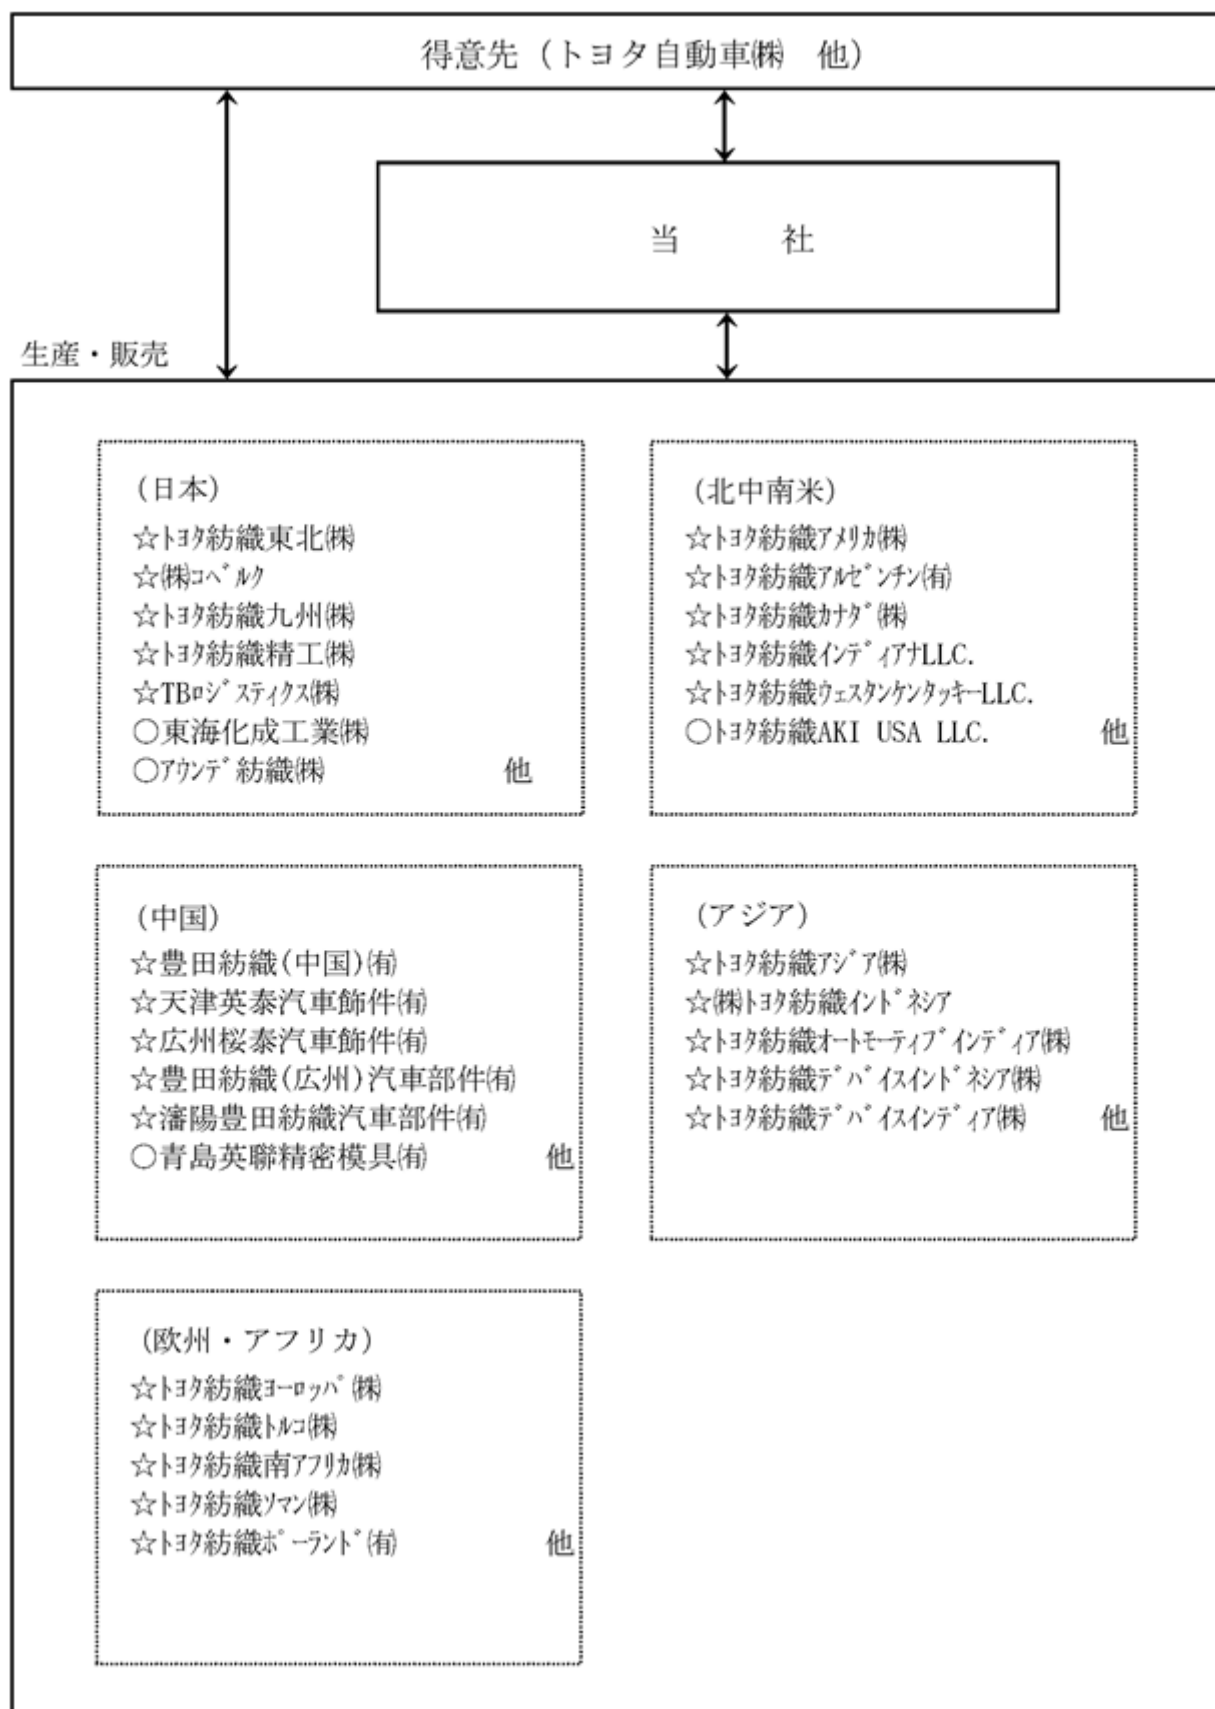 得意先（トヨタ自動車㈱　他）
当　　社
生産・販売
（日本）
☆ﾄﾖﾀ紡織東北㈱
☆㈱ｺﾍﾞﾙｸ
☆ﾄﾖﾀ紡織九州㈱
☆ﾄﾖﾀ紡織精工㈱
☆TBﾛｼﾞｽﾃｨｸｽ㈱
○東海化成工業㈱
○ｱｳﾝﾃﾞ紡織㈱　他
（北中南米）
☆ﾄﾖﾀ紡織ｱﾒﾘｶ㈱
☆ﾄﾖﾀ紡織ｱﾙｾﾞﾝﾁﾝ㈲
☆ﾄﾖﾀ紡織ｶﾅﾀﾞ㈱
☆ﾄﾖﾀ紡織ｲﾝﾃﾞｨｱﾅLLC.
☆ﾄﾖﾀ紡織ｳｪｽﾀﾝｹﾝﾀｯｷｰLLC.
○ﾄﾖﾀ紡織AKI USA LLC.　他
（中国）
☆豊田紡織(中国)㈲
☆天津英泰汽車飾件㈲
☆広州桜泰汽車飾件㈲
☆豊田紡織(広州)汽車部件㈲
☆瀋陽豊田紡織汽車部件㈲
○青島英聯精密模具㈲　他
（アジア）
☆ﾄﾖﾀ紡織ｱｼﾞｱ㈱
☆㈱ﾄﾖﾀ紡織ｲﾝﾄﾞﾈｼｱ
☆ﾄﾖﾀ紡織ｵｰﾄﾓｰﾃｨﾌﾞｲﾝﾃﾞｨｱ㈱
☆ﾄﾖﾀ紡織ﾃﾞﾊﾞｲｽｲﾝﾄﾞﾈｼｱ㈱
☆ﾄﾖﾀ紡織ﾃﾞﾊﾞｲｽｲﾝﾃﾞｨｱ㈱　他
（欧州・アフリカ）
☆ﾄﾖﾀ紡織ﾖｰﾛｯﾊﾟ㈱
☆ﾄﾖﾀ紡織ﾄﾙｺ㈱
☆ﾄﾖﾀ紡織南ｱﾌﾘｶ㈱
☆ﾄﾖﾀ紡織ｿﾏﾝ㈱
☆ﾄﾖﾀ紡織ﾎﾟｰﾗﾝﾄﾞ㈲　他